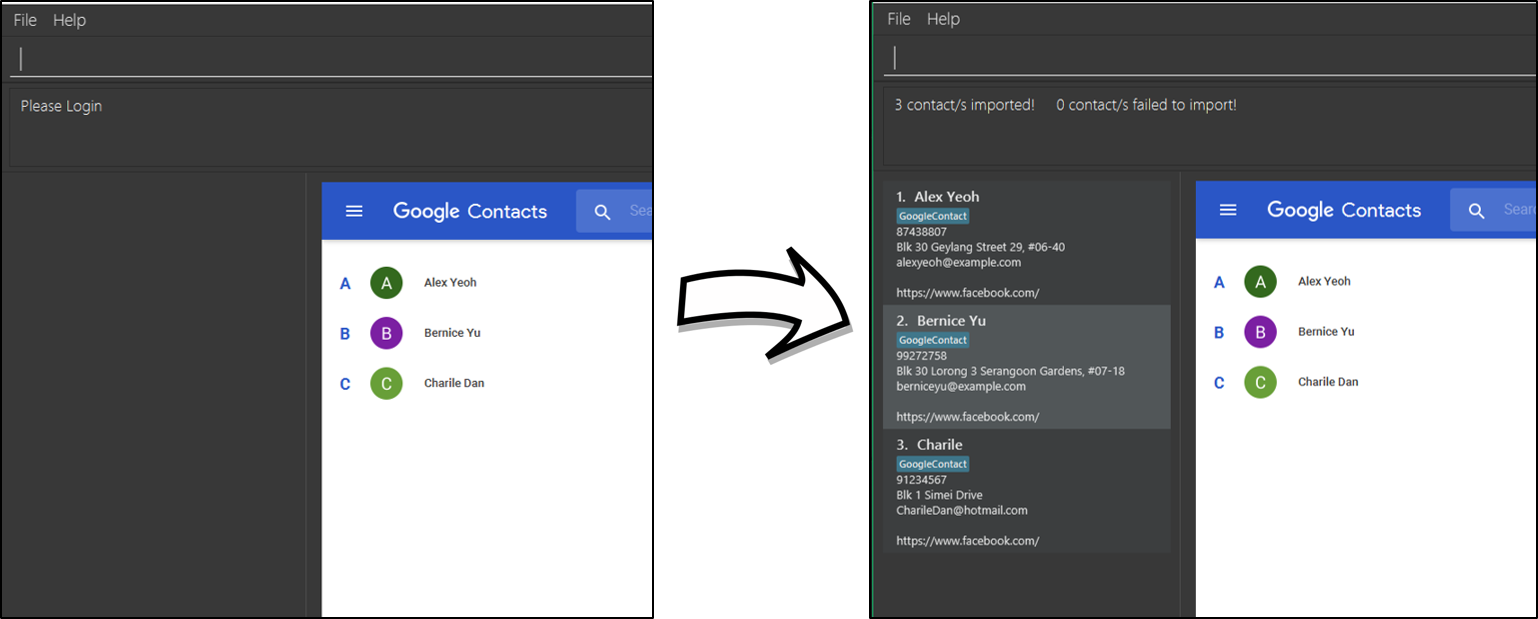 File Help
Please Login
Google Contacts Sea
A A Alex Yeoh
B B Bernice Yu
C C Charile Dan
File Help
3 contact/s imported! 0 contact/s failed to import!
1. Alex Yeoh
GoogleContact
87438807
Blk 30 Geylang Street 29, #06-40
alexyeoh@example.com
https://www.facebook.com/
2. Bernice Yu
GoogleContact
99272758
Blk 30 Lorong 3 Serangoon Gardens, #07-18
berniceyu@example.com
https://www.facebook.com/
3. Charile
GoogleContact
91234567
Blk 1 Simei Drive
CharileDan@hotmail.com
https://www.facebook.com/
Google Contacts Searc
A A Alex Yeoh
B B Bernice Yu
C C Charile Dan